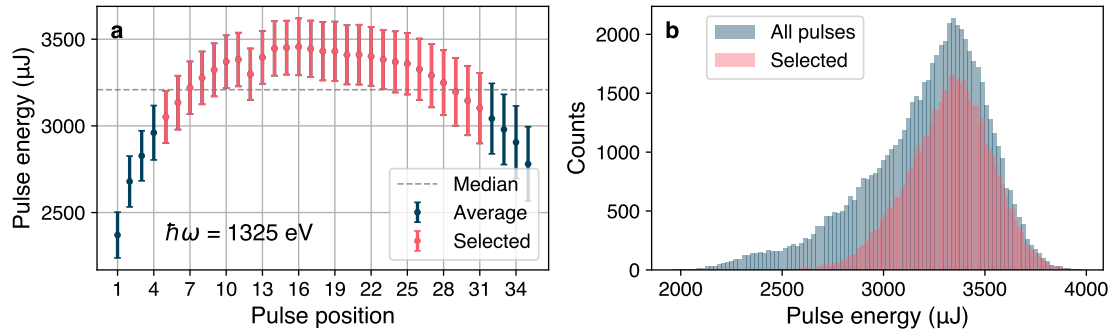 a
Pulse energy (μJ)
3500
3000
2500
ħω = 1325 eV
Median
Average
Selected
1 4 7 10 13 16 19 22 25 28 31 34
Pulse position
b
All pulses
Selected
Counts
2000
1500
1000
500
0
2000 2500 3000 3500 4000
Pulse energy (μJ)